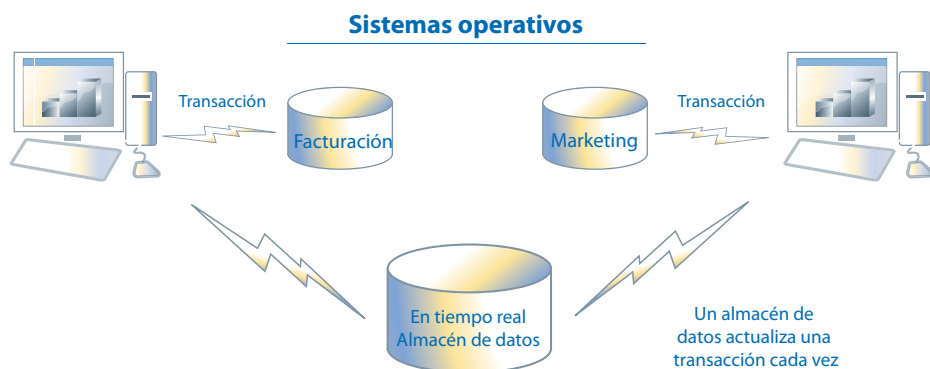 Sistemas operativos
Transacción
Facturación
Marketing
Transacción
En tiempo real
Almacén de datos
Un almacén de
datos actualiza una
transacción cada vez